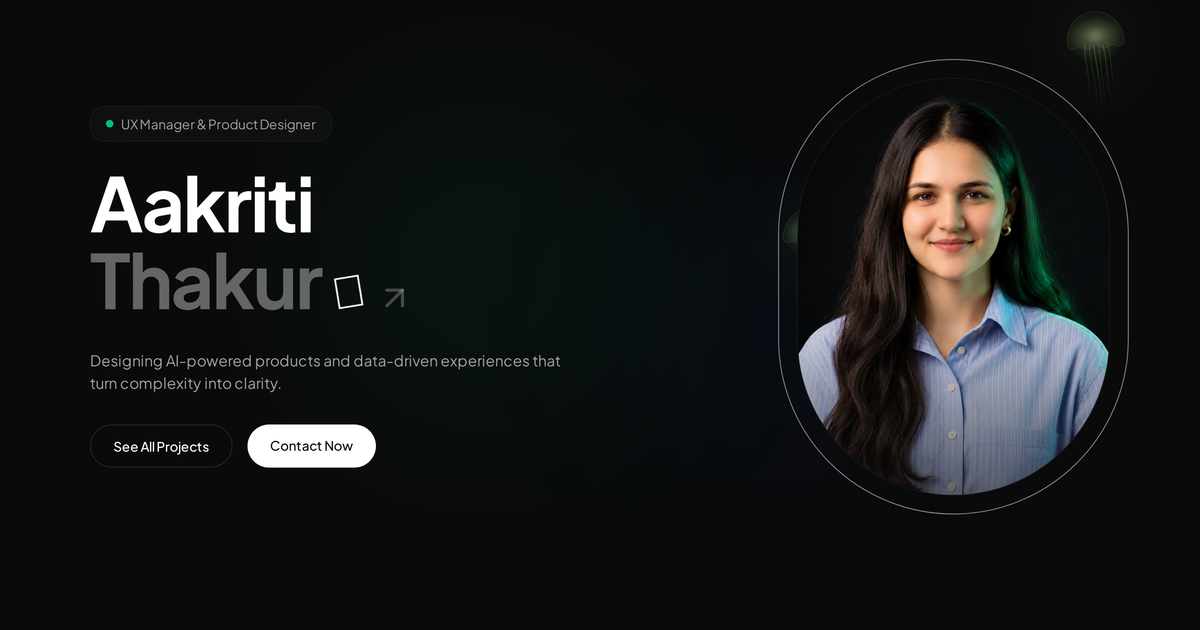 UX Manager & Product Designer
Aakriti
Thakur
Designing AI-powered products and data-driven experiences that
turn complexity into clarity.
See All Projects
Contact Now